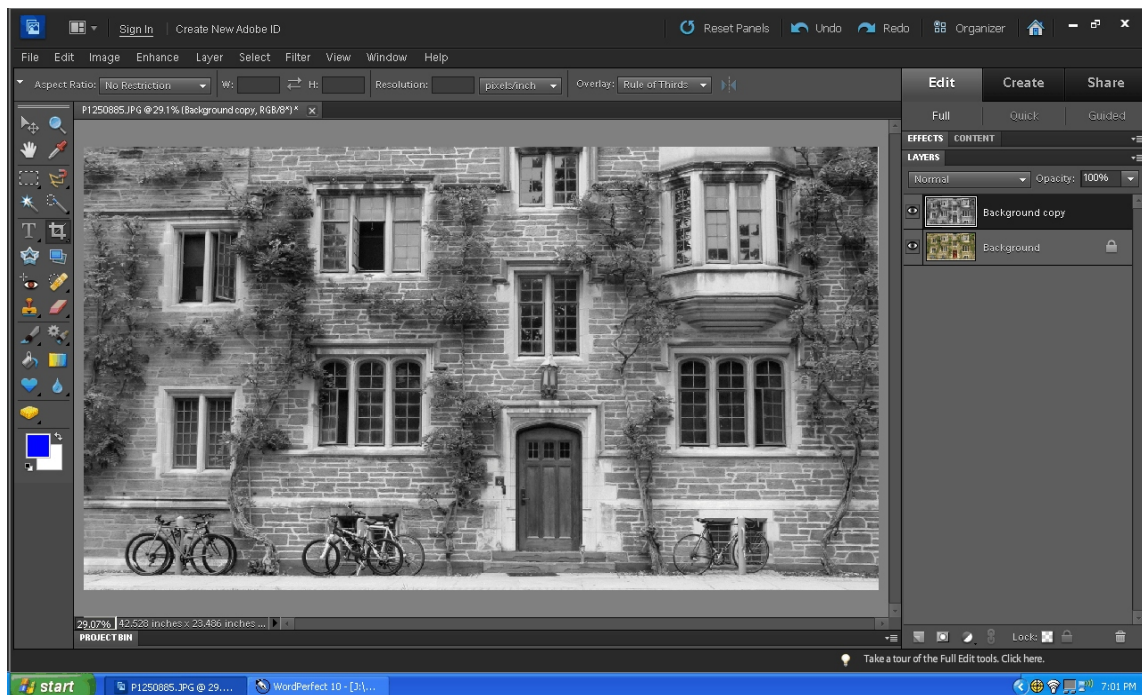 Sign In Create New Adobe ID Reset Panels Undo Redo Organizer
File Edit Image Enhance Layer Select Filter View Window Help
Aspect Ratio: No Restriction W: H: Resolution: pixels/inch Overlay: Rule of Thirds
Edit Create Share
P1250885.JPG @ 29.1% (Background copy, RGB/8*) * x
Full Quick Guided
EFFECTS CONTENT
LAYERS
Normal Opacity: 100%
Background copy
Background
29.07% 42.528 inches x 23.486 inches ...
PROJECT BIN
Lock:
Take a tour of the Full Edit tools. Click here.
start P1250885.JPG @ 29.... WordPerfect 10 - [J:\... 7:01 PM